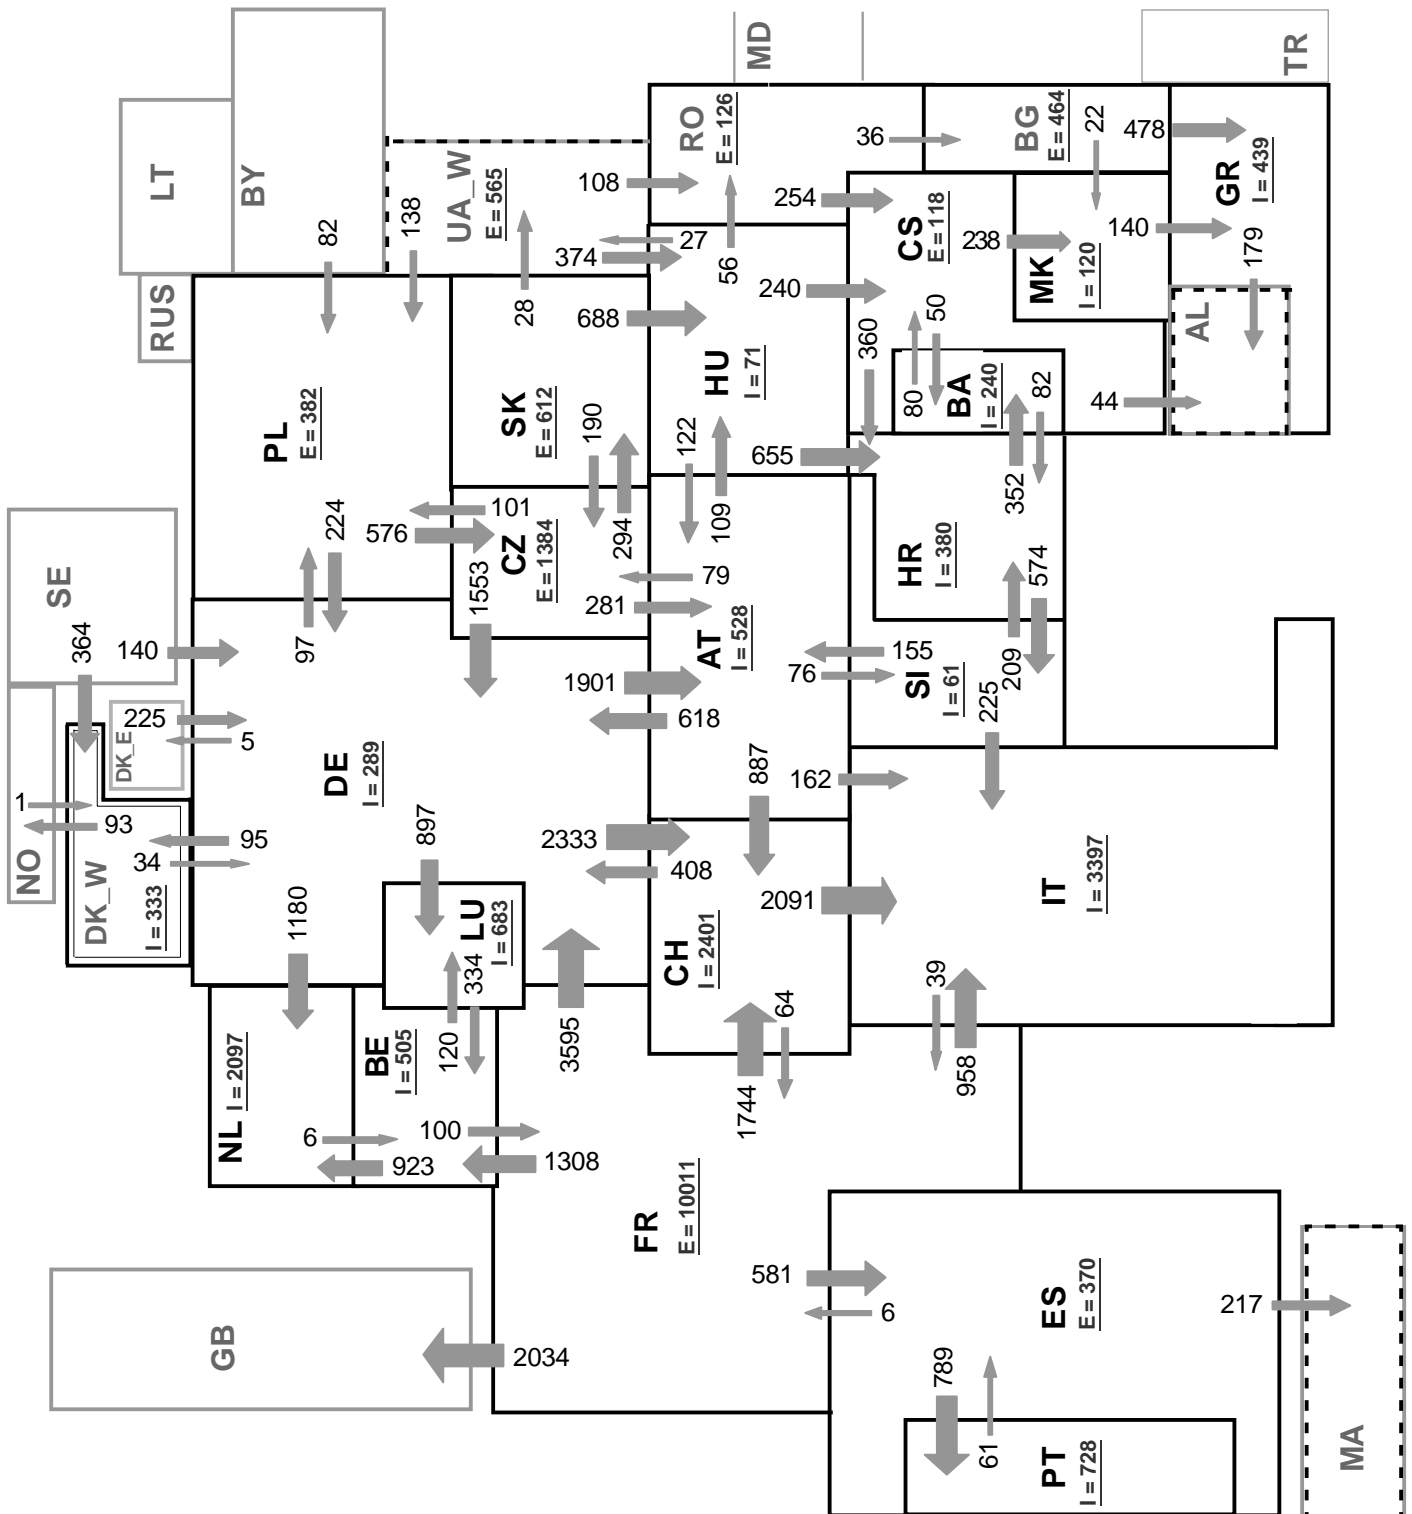 MD
TR
LT
BY
RO
E = 126
36
BG
E = 464
22
478
GR
I = 439
UA_W
E = 565
108
254
CS
E = 118
238
MK
I = 120
140
179
82
138
27
374
56
28
240
RUS
688
50
360
AL
HU
I = 71
PL
E = 382
SK
E = 612
190
80
BA
I = 240
82
44
122
655
SE
224
576
101
CZ
E = 1384
294
109
352
HR
I = 380
574
1553
79
281
364
140
97
AT
I = 528
155
76
SI
I = 61
209
225
1901
618
225
5
DK_E
DE
I = 289
887
162
1
93
NO
95
34
897
2333
408
DK_W
I = 333
1180
LU
I = 683
334
CH
I = 2401
2091
IT
I = 3397
39
64
NL
I = 2097
BE
I = 505
120
3595
958
1744
6
923
100
1308
FR
E = 10011
581
6
ES
E = 370
217
GB
2034
789
61
PT
I = 728
MA